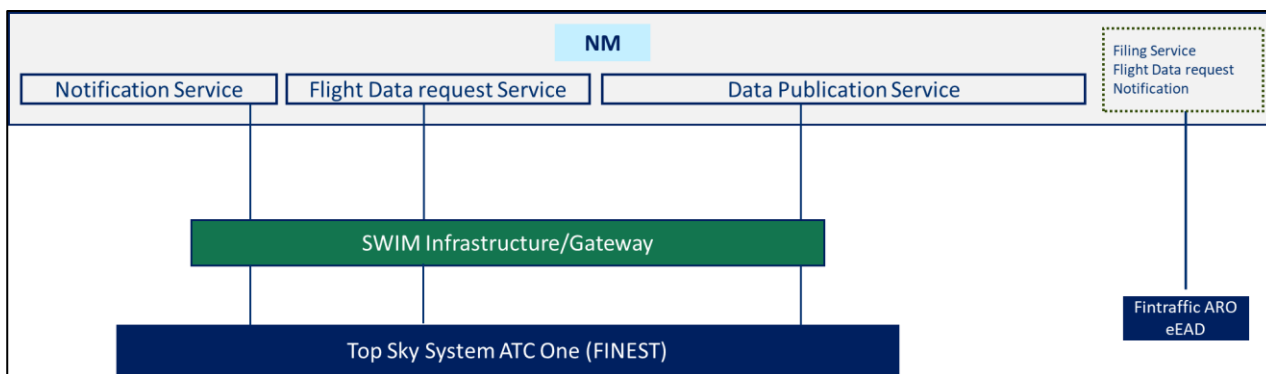 NM
Filing Service
Flight Data request
Notification
Notification Service
Flight Data request Service
Data Publication Service
SWIM Infrastructure/Gateway
Fintraffic ARO
eEAD
Top Sky System ATC One (FINEST)